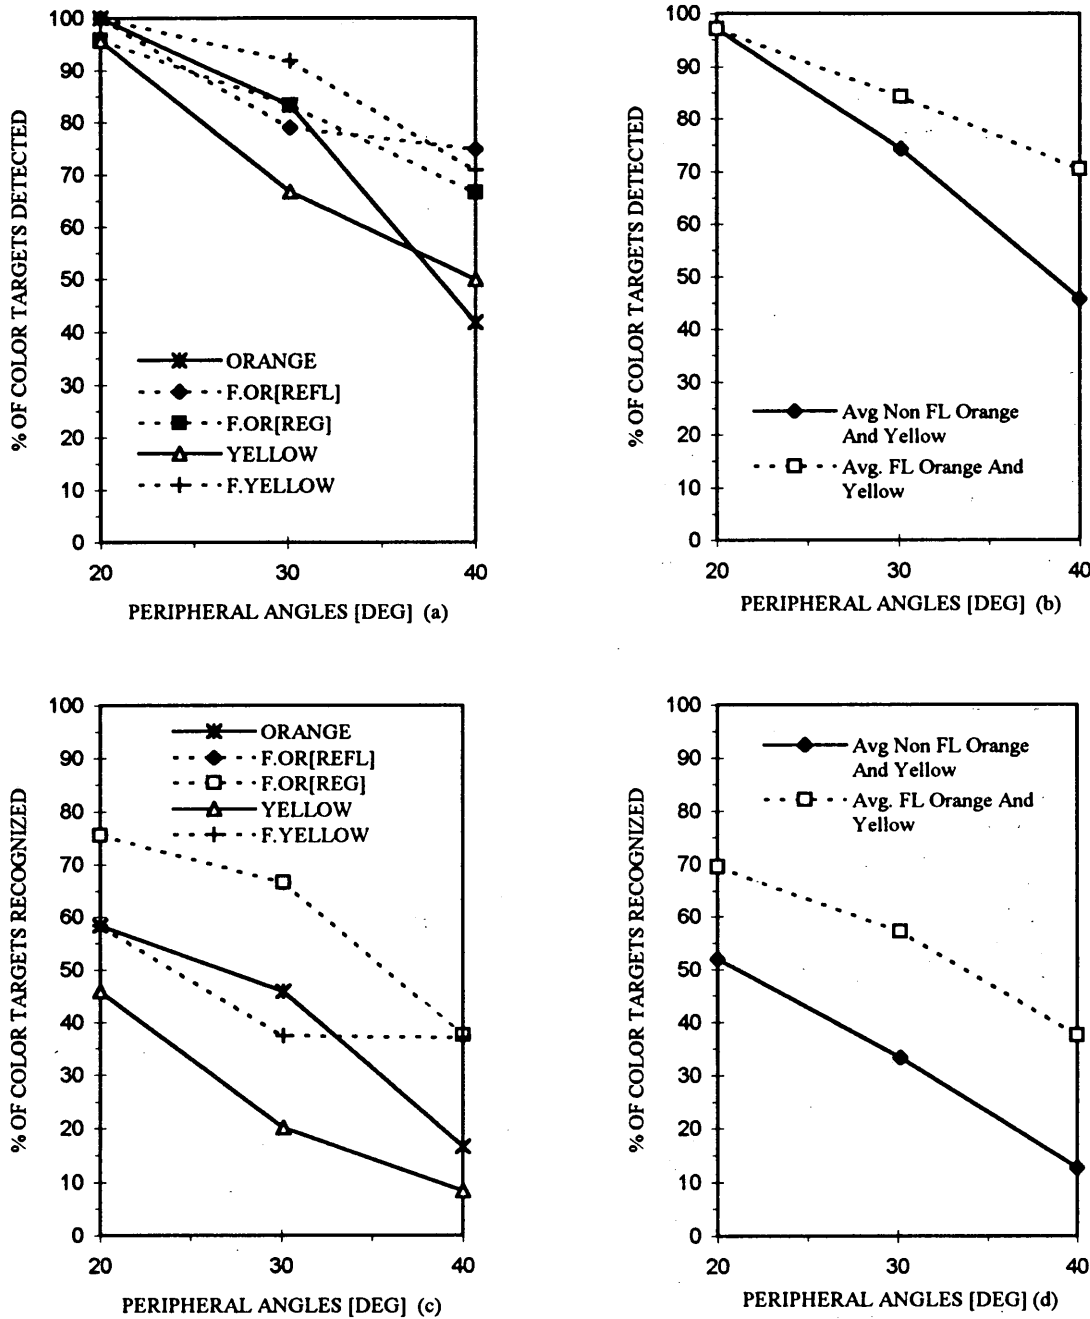 100
90
80
70
60
50
40
30
20
10
0
% OF COLOR TARGETS DETECTED
ORANGE
F.OR[REFL]
F.OR[REG]
YELLOW
F.YELLOW
20 30 40
PERIPHERAL ANGLES [DEG] (a)
100
90
80
70
60
50
40
30
20
10
0
% OF COLOR TARGETS DETECTED
Avg Non FL Orange
And Yellow
Avg. FL Orange And
Yellow
20 30 40
PERIPHERAL ANGLES [DEG] (b)
100
90
80
70
60
50
40
30
20
10
0
% OF COLOR TARGETS RECOGNIZED
ORANGE
F.OR[REFL]
F.OR[REG]
YELLOW
F.YELLOW
20 30 40
PERIPHERAL ANGLES [DEG] (c)
100
90
80
70
60
50
40
30
20
10
0
% OF COLOR TARGETS RECOGNIZED
Avg Non FL Orange
And Yellow
Avg. FL Orange And
Yellow
20 30 40
PERIPHERAL ANGLES [DEG] (d)